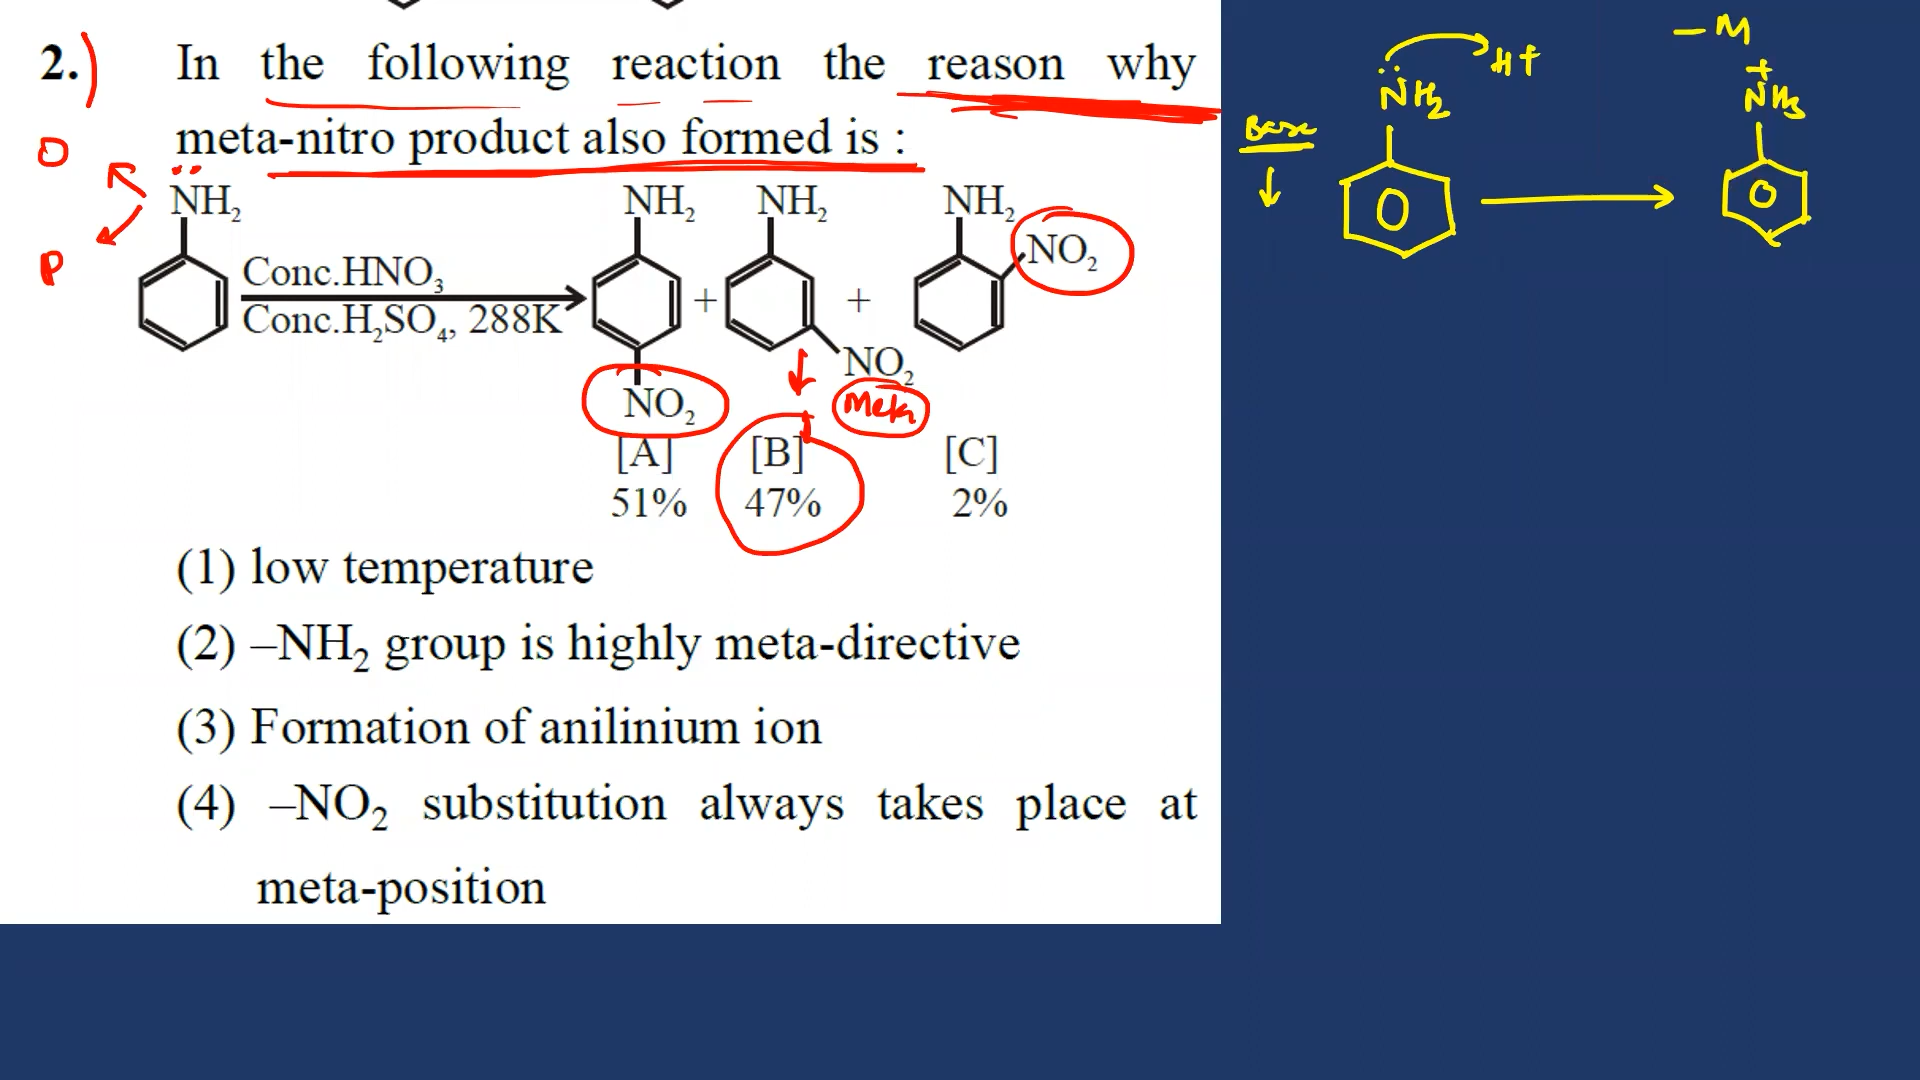 2.) In the following reaction the reason why
meta-nitro product also formed is :
O
P
NH2
Conc.HNO3
Conc.H2SO4, 288K
NH2
NO2
[A]
51%
+
NH2
NO2
Meta
[B]
47%
+
NH2
NO2
[C]
2%
(1) low temperature
(2) –NH2 group is highly meta-directive
(3) Formation of anilinium ion
(4) –NO2 substitution always takes place at
meta-position
Base
NH2
H+
– M
+
NH3